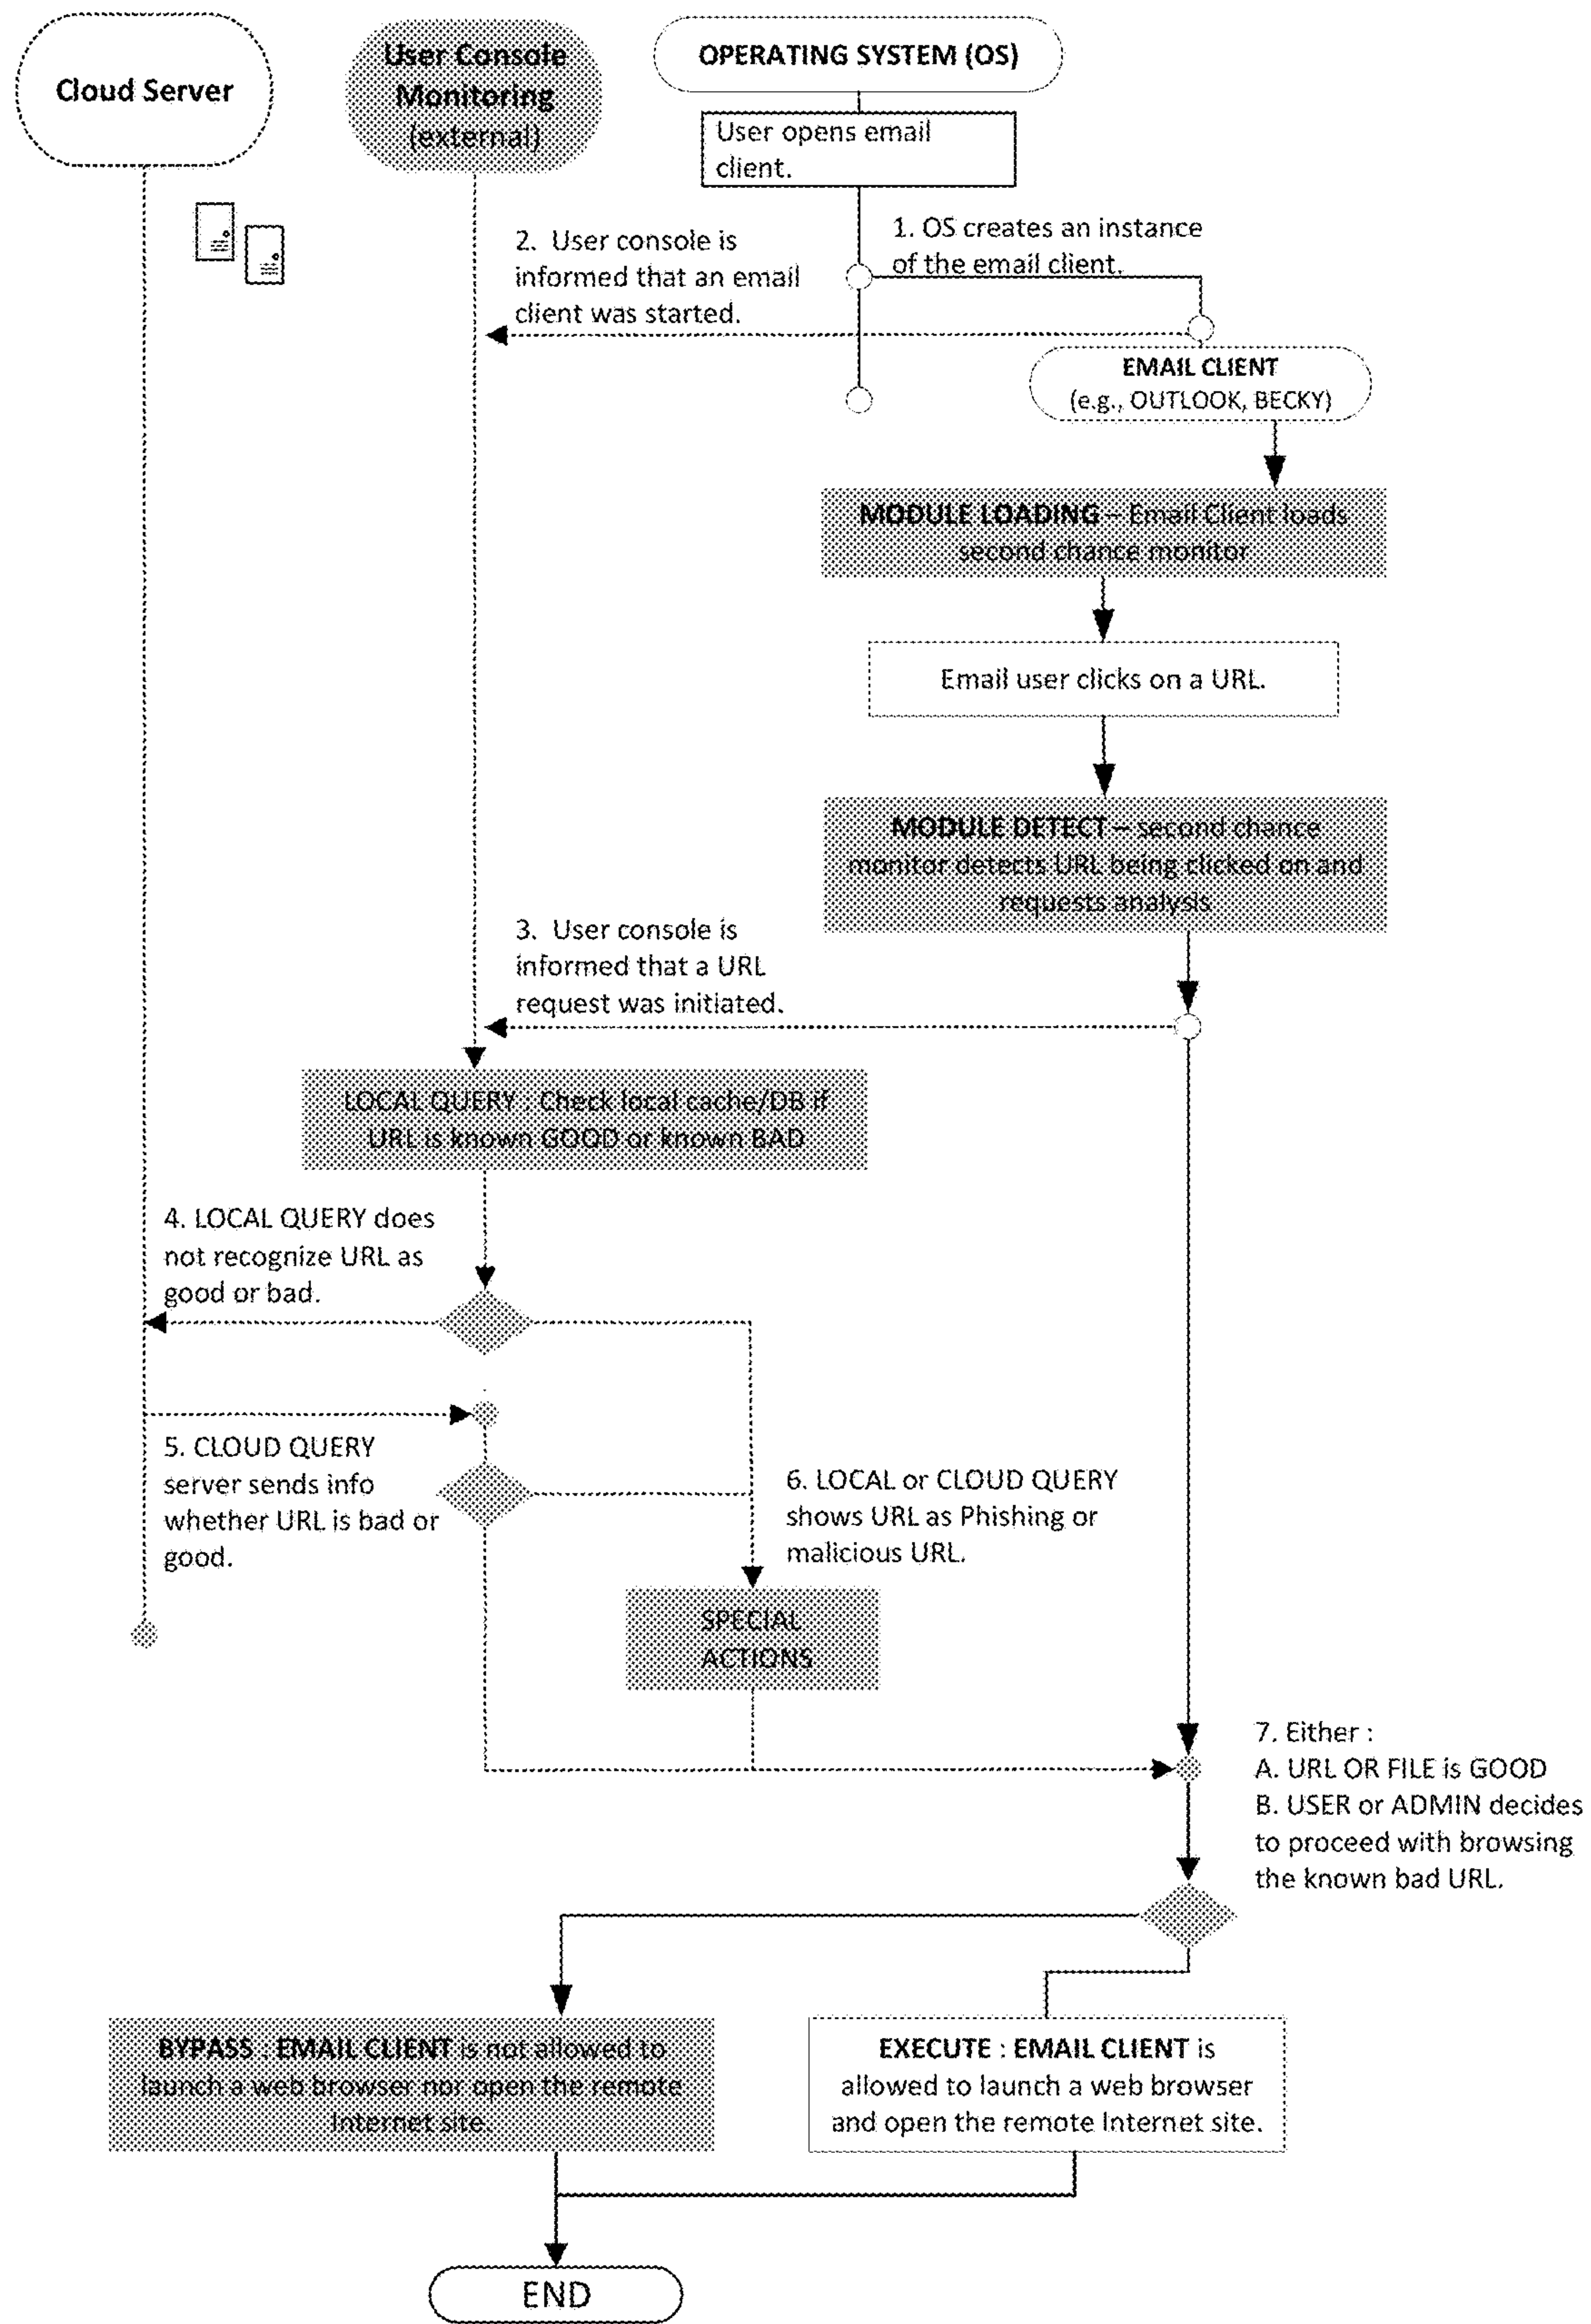 Cloud Server
User Console
Monitoring
(external)
OPERATING SYSTEM (OS)
User opens email
client.
1. OS creates an instance
of the email client.
2. User console is
informed that an email
client was started.
EMAIL CLIENT
(e.g., OUTLOOK, BECKY)
MODULE LOADING – Email Client loads
second chance monitor
Email user clicks on a URL.
MODULE DETECT – second chance
monitor detects URL being clicked on and
requests analysis
3. User console is
informed that a URL
request was initiated.
LOCAL QUERY : Check local cache/DB if
URL is known GOOD or known BAD
4. LOCAL QUERY does
not recognize URL as
good or bad.
5. CLOUD QUERY
server sends info
whether URL is bad or
good.
6. LOCAL or CLOUD QUERY
shows URL as Phishing or
malicious URL.
SPECIAL
ACTIONS
7. Either :
A. URL OR FILE is GOOD
B. USER or ADMIN decides
to proceed with browsing
the known bad URL.
BYPASS : EMAIL CLIENT is not allowed to
launch a web browser nor open the remote
Internet site.
EXECUTE : EMAIL CLIENT is
allowed to launch a web browser
and open the remote Internet site.
END